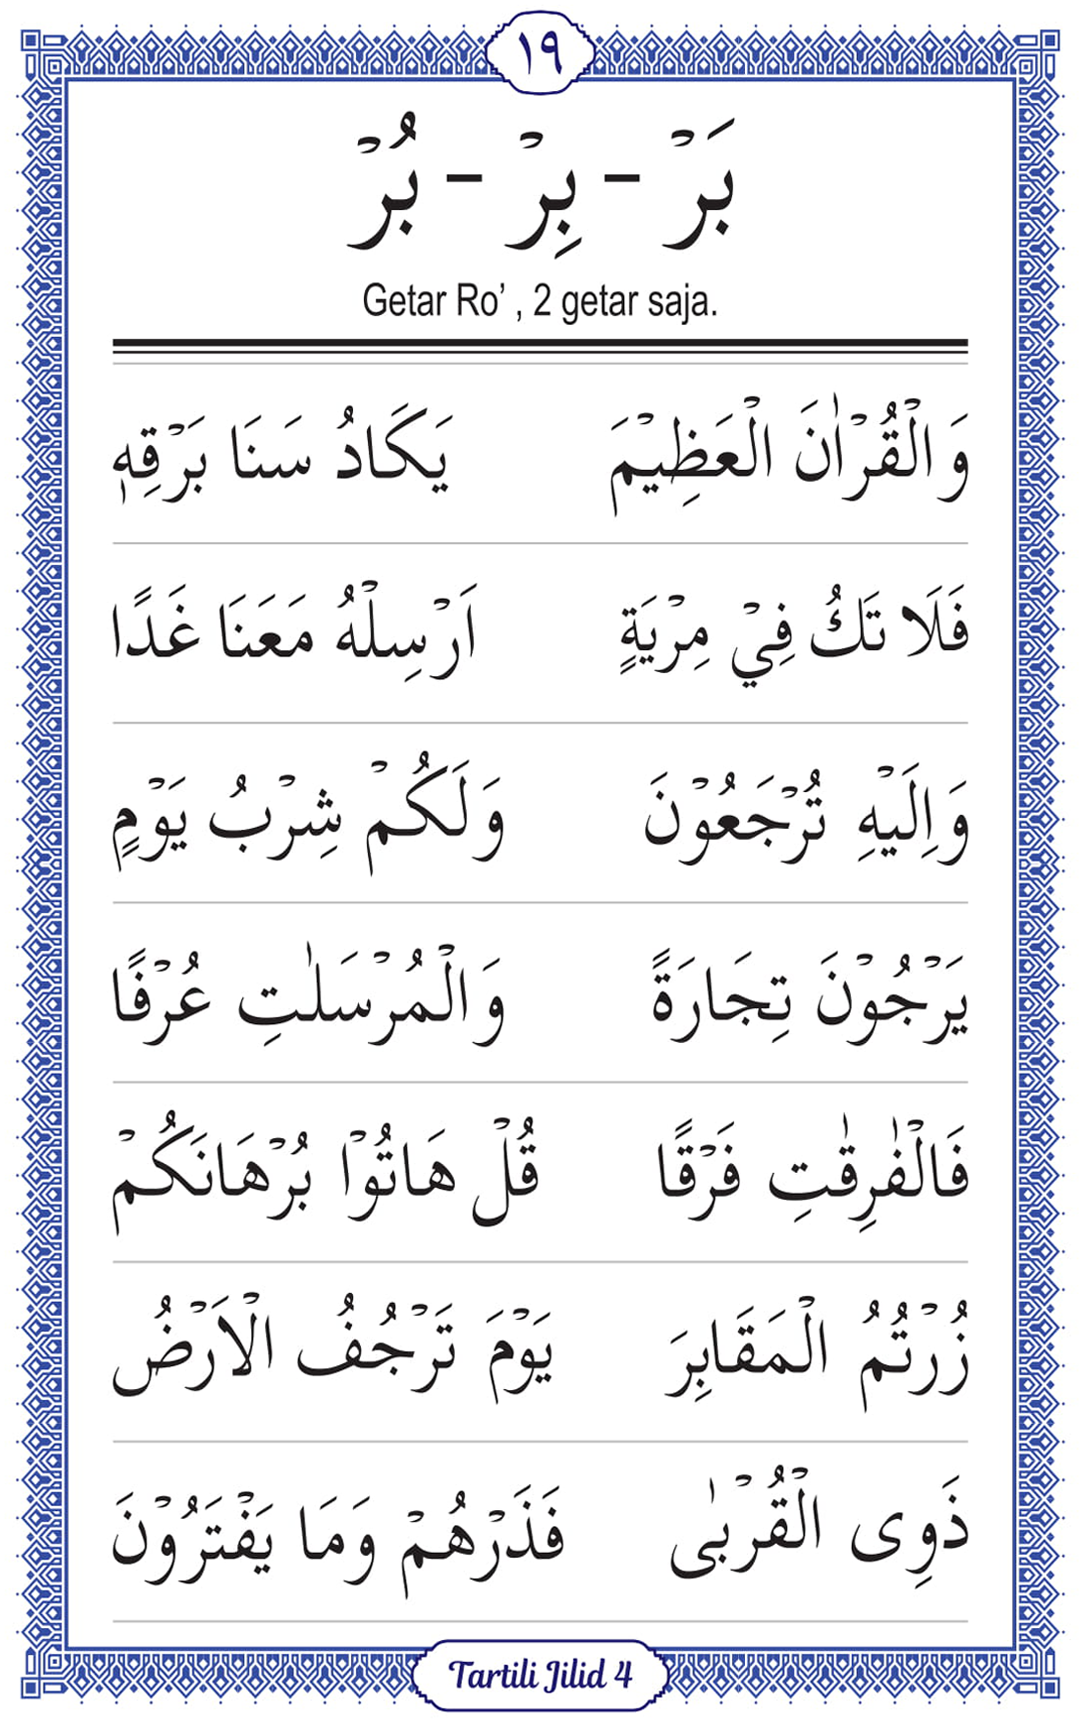 ١٩
بَرْ - بِرْ - بُرْ
Getar Ro’ , 2 getar saja.
وَالْقُرْاٰنَ الْعَظِيْمَ يَكَادُ سَنَا بَرْقِهٖ
فَلَا تَكُ فِيْ مِرْيَةٍ اَرْسِلْهُ مَعَنَا غَدًا
وَاِلَيْهِ تُرْجَعُوْنَ وَلَكُمْ شِرْبُ يَوْمٍ
يَرْجُوْنَ تِجَارَةً وَالْمُرْسَلٰتِ عُرْفًا
فَالْفٰرِقٰتِ فَرْقًا قُلْ هَاتُوْا بُرْهَانَكُمْ
زُرْتُمُ الْمَقَابِرَ يَوْمَ تَرْجُفُ الْاَرْضُ
ذَوِى الْقُرْبٰى فَذَرْهُمْ وَمَا يَفْتَرُوْنَ
Tartili Jilid 4